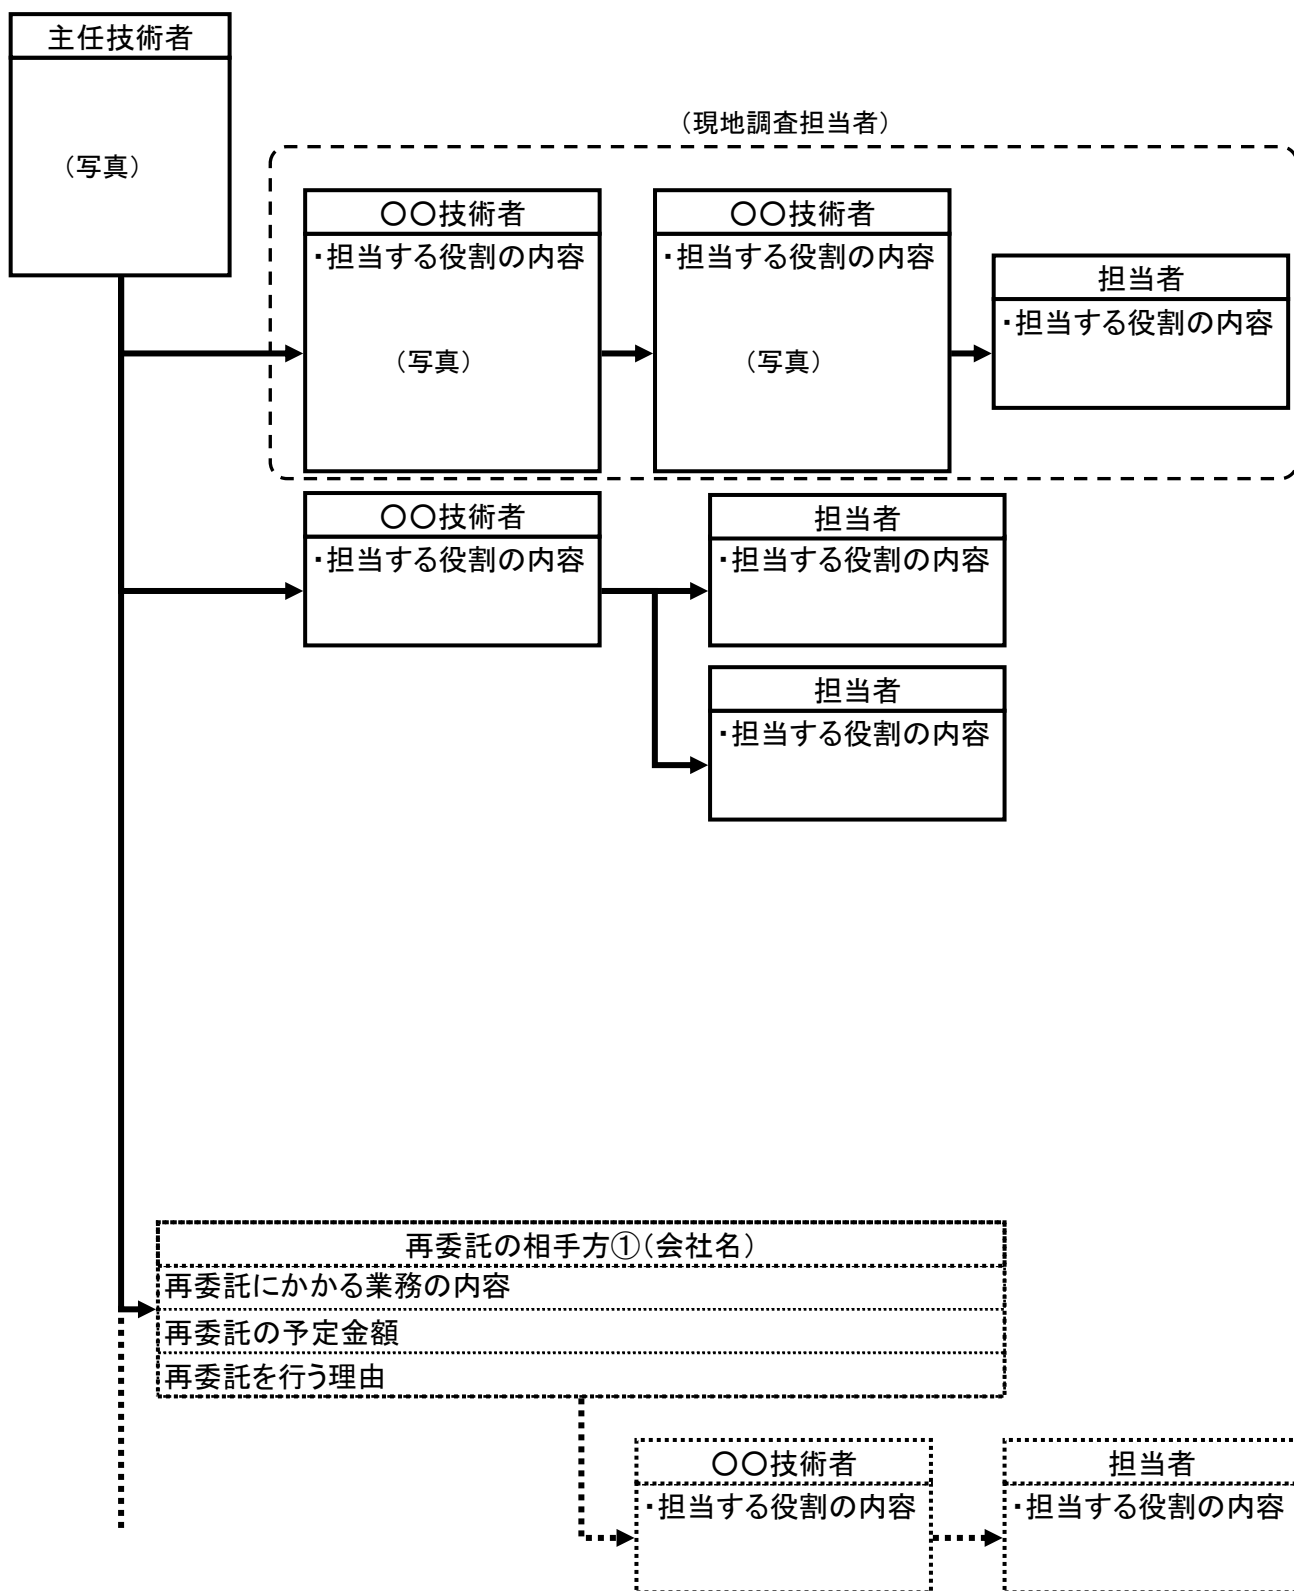 主任技術者
（写真）
（現地調査担当者）
〇〇技術者
・担当する役割の内容
（写真）
〇〇技術者
・担当する役割の内容
（写真）
担当者
・担当する役割の内容
〇〇技術者
・担当する役割の内容
担当者
・担当する役割の内容
担当者
・担当する役割の内容
再委託の相手方①（会社名）
再委託にかかる業務の内容
再委託の予定金額
再委託を行う理由
〇〇技術者
・担当する役割の内容
担当者
・担当する役割の内容